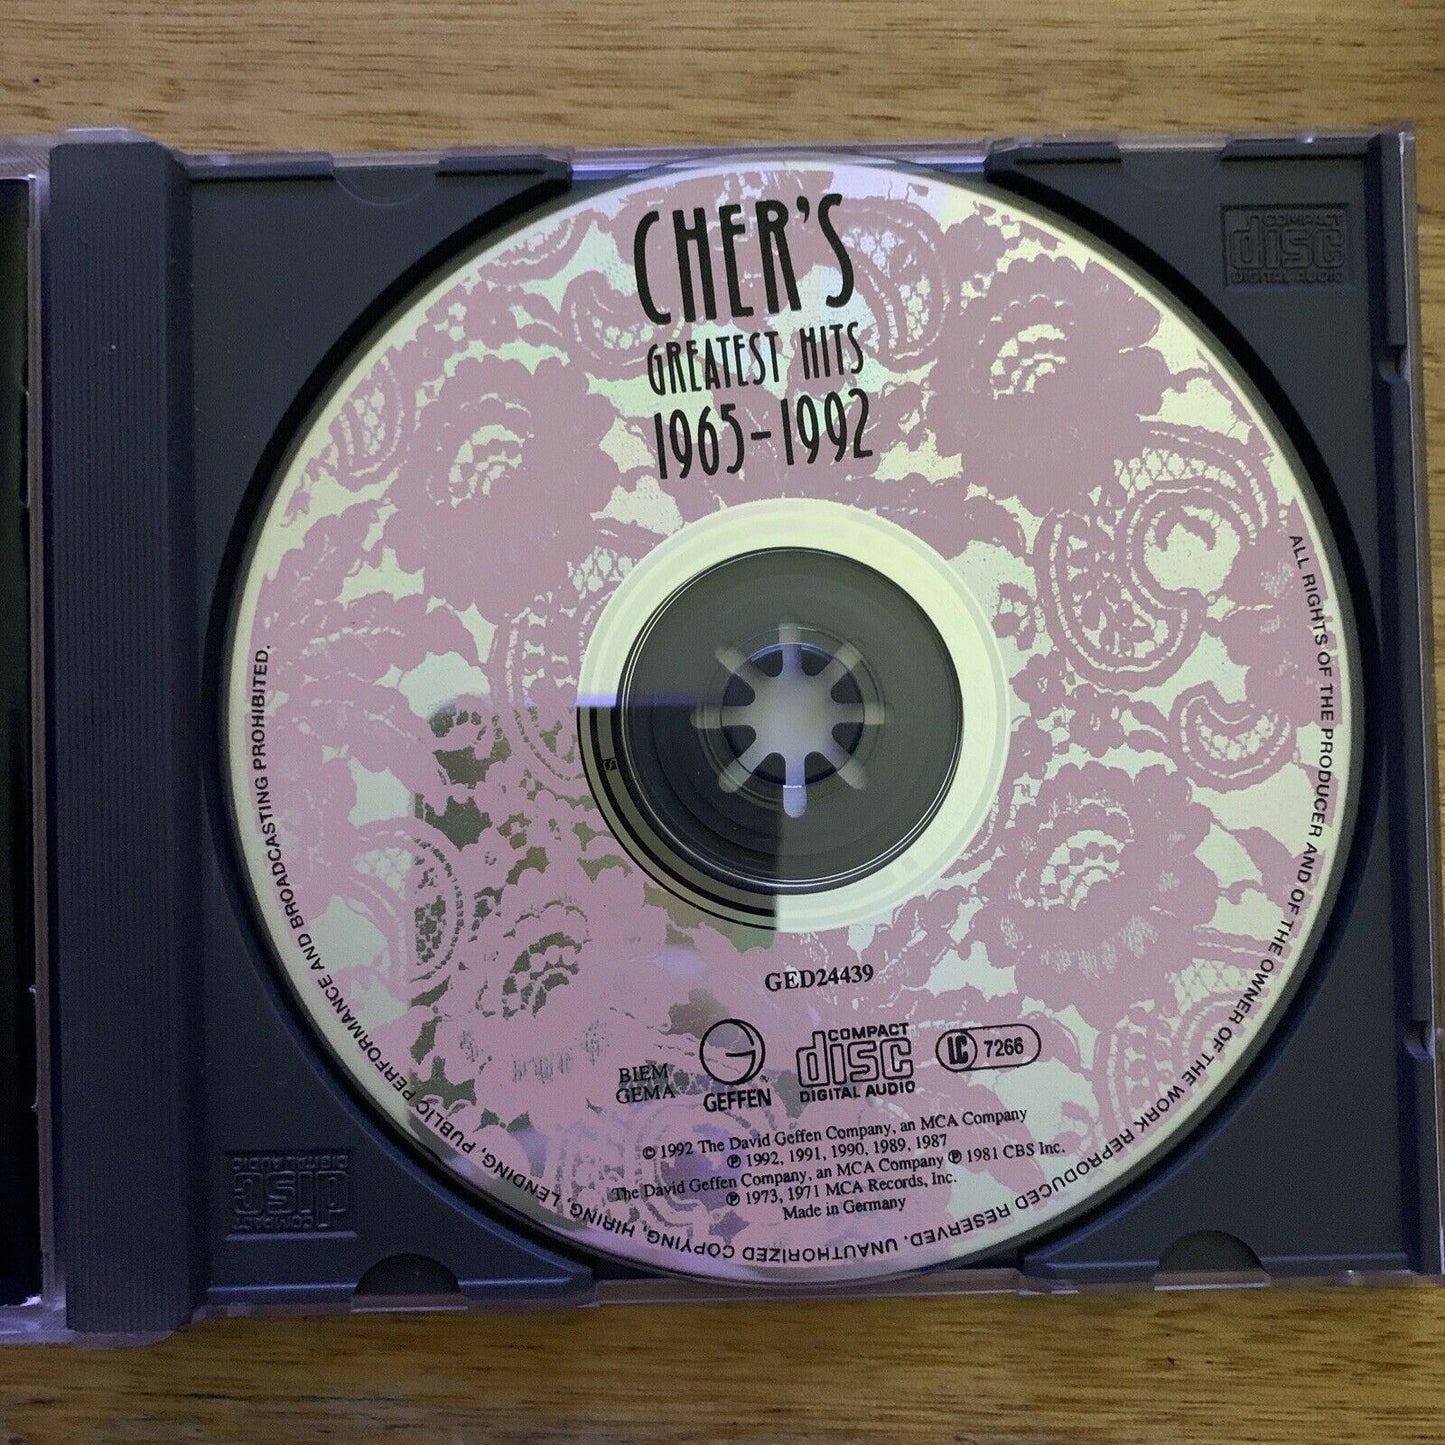 CHER'S
GREATEST HITS
1965-1992
COMPACT
disc
DIGITAL AUDIO
GED24439
BIEM
GEMA
GEFFEN
COMPACT
disc
DIGITAL AUDIO
LC 7266
© 1992 The David Geffen Company, an MCA Company
℗ 1992, 1991, 1990, 1989, 1987
The David Geffen Company, an MCA Company ℗ 1981 CBS Inc.
℗ 1973, 1971 MCA Records, Inc.
Made in Germany
ALL RIGHTS OF THE PRODUCER AND OF THE OWNER OF THE WORK REPRODUCED RESERVED. UNAUTHORIZED COPYING, HIRING, LENDING, PUBLIC PERFORMANCE AND BROADCASTING PROHIBITED.
COMPACT
disc
DIGITAL AUDIO